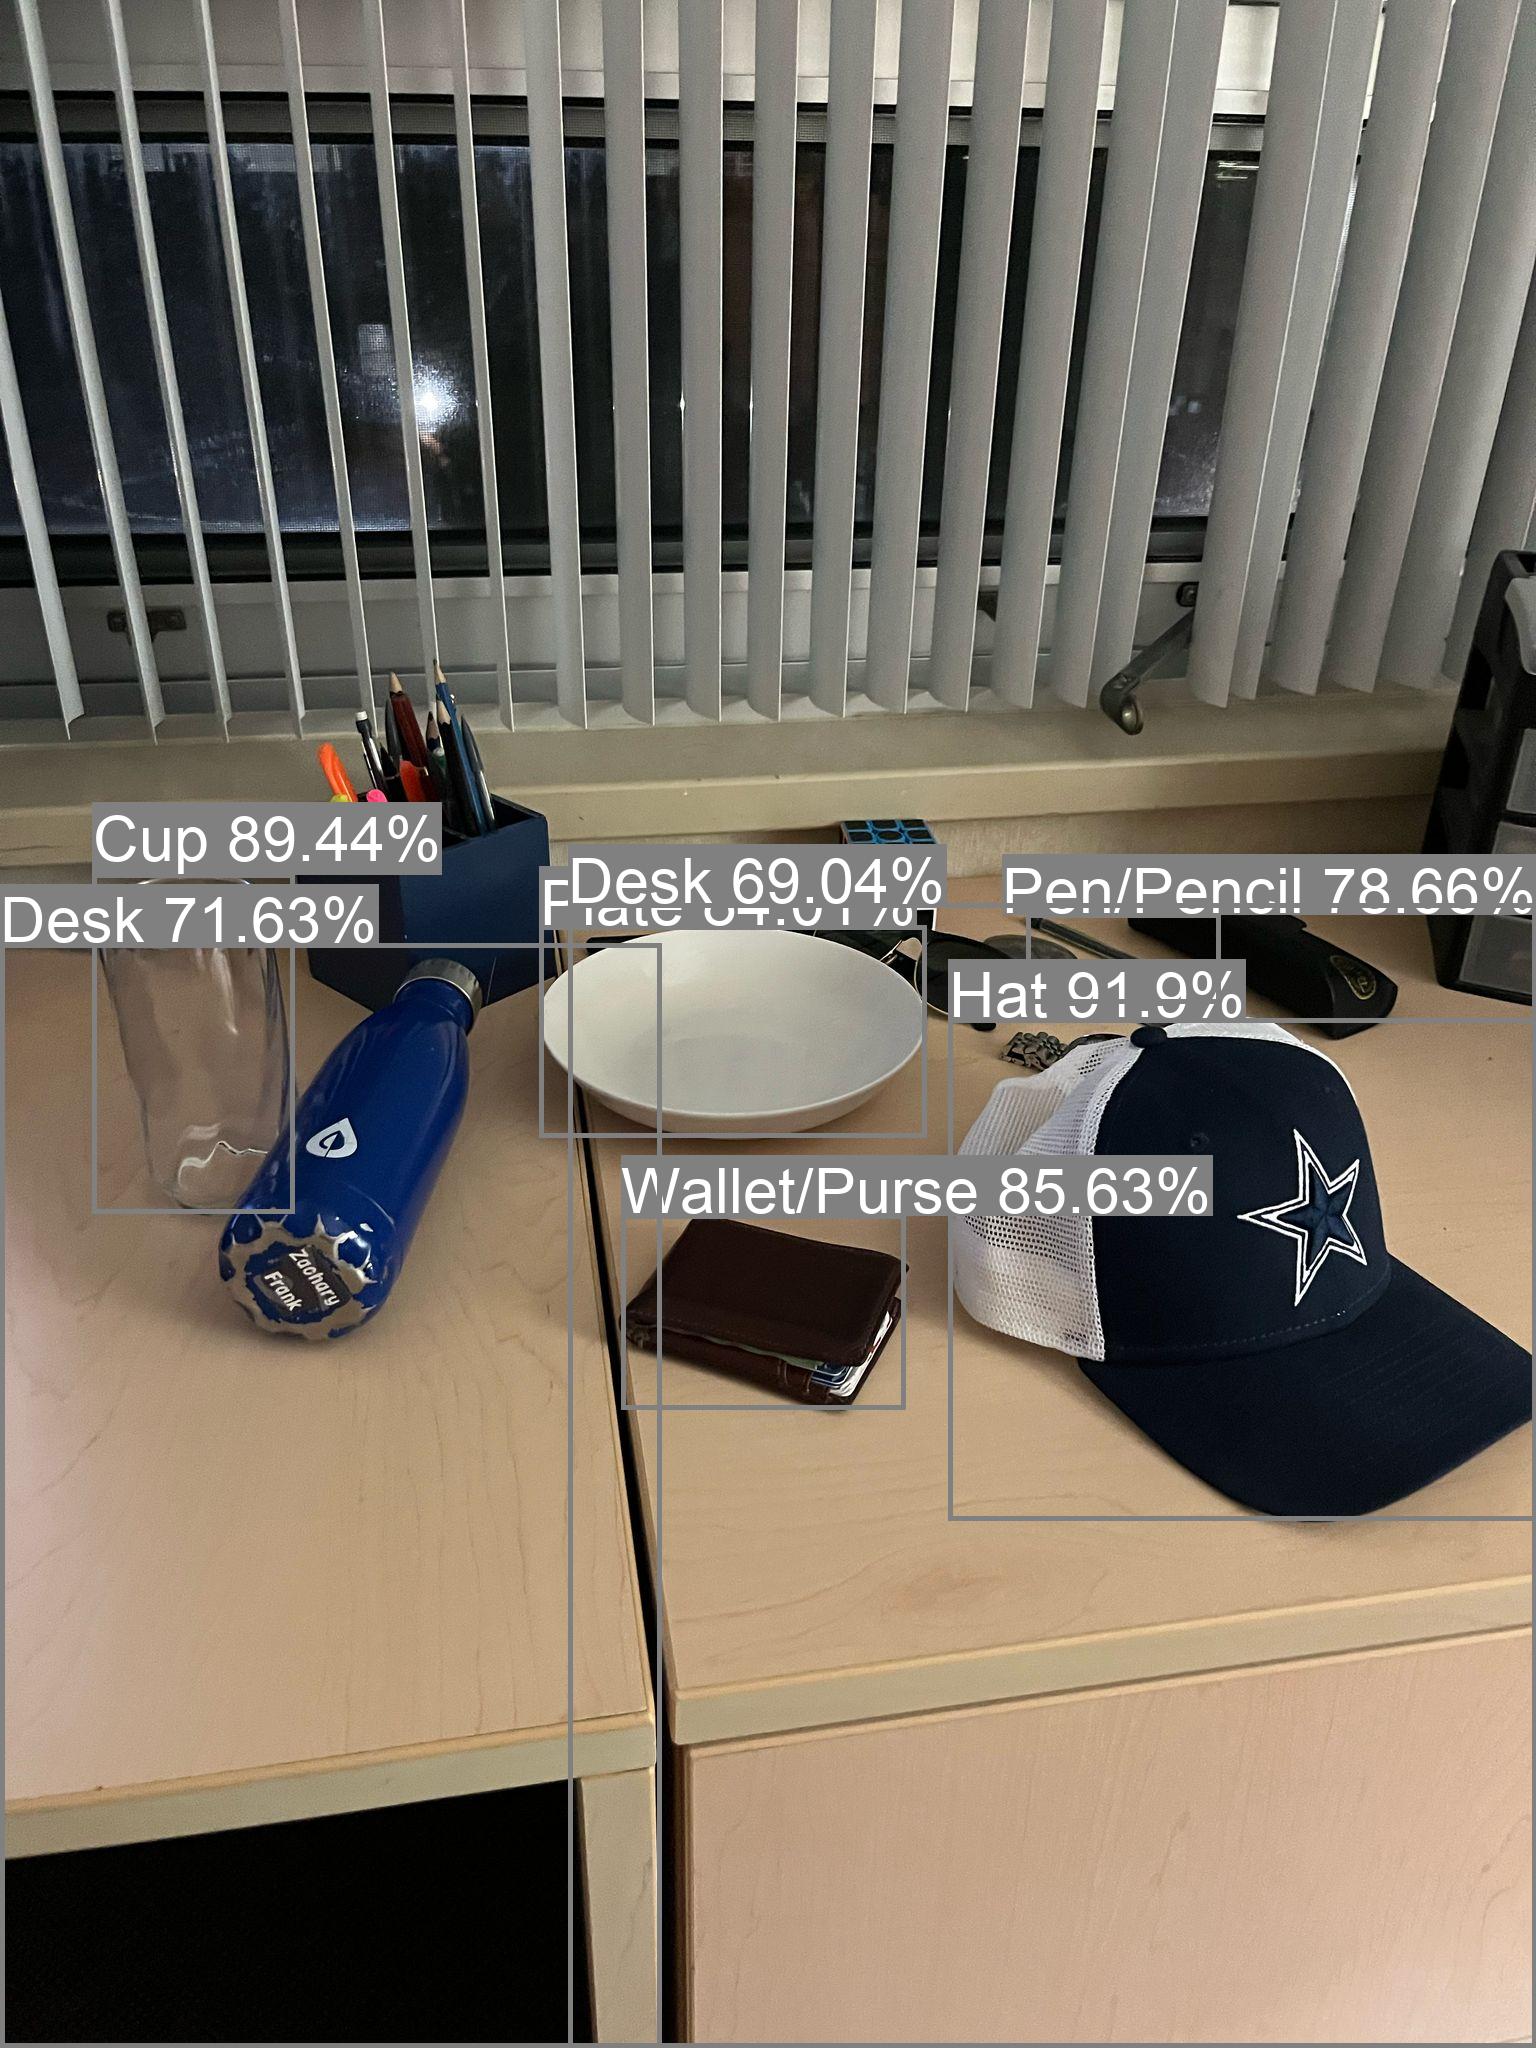 Cup 89.44%
Desk 69.04%
Pen/Pencil 78.66%
Desk 71.63%
Hat 91.9%
Wallet/Purse 85.63%
Zachary
Frank